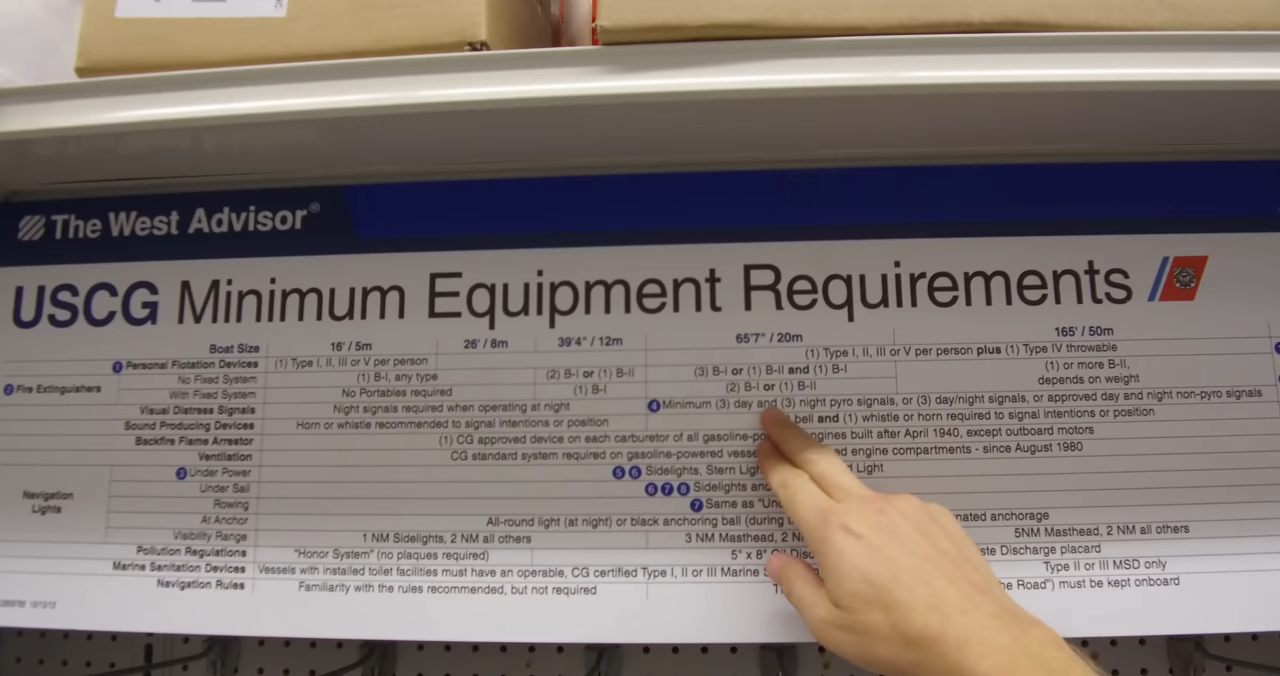 The West Advisor®
USCG Minimum Equipment Requirements
Boat Size 16' / 5m 26' / 8m 39'4" / 12m 65'7" / 20m 165' / 50m
1 Personal Flotation Devices (1) Type I, II, III or V per person (1) Type I, II, III or V per person plus (1) Type IV throwable
2 Fire Extinguishers
No Fixed System (1) B-I, any type (2) B-I or (1) B-II (3) B-I or (1) B-II and (1) B-I (1) or more B-II,
With Fixed System No Portables required (1) B-I (2) B-I or (1) B-II depends on weight
Visual Distress Signals Night signals required when operating at night 4 Minimum (3) day and (3) night pyro signals, or (3) day/night signals, or approved day and night non-pyro signals
Sound Producing Devices Horn or whistle recommended to signal intentions or position bell and (1) whistle or horn required to signal intentions or position
Backfire Flame Arrestor (1) CG approved device on each carburetor of all gasoline- engines built after April 1940, except outboard motors
Ventilation CG standard system required on gasoline-powered engine compartments - since August 1980
Navigation Lights
3 Under Power 5 6 Sidelights, Stern Light
Under Sail 6 7 8 Sidelights and
Rowing 7 Same as
At Anchor All-round light (at night) or black anchoring ball (during anchorage
Visibility Range 1 NM Sidelights, 2 NM all others 3 NM Masthead, 2 5NM Masthead, 2 NM all others
Pollution Regulations "Honor System" (no plaques required) 5" x 8" Discharge placard
Marine Sanitation Devices Vessels with installed toilet facilities must have an operable, CG certified Type I, II or III Marine Type II or III MSD only
Navigation Rules Familiarity with the rules recommended, but not required Road") must be kept onboard